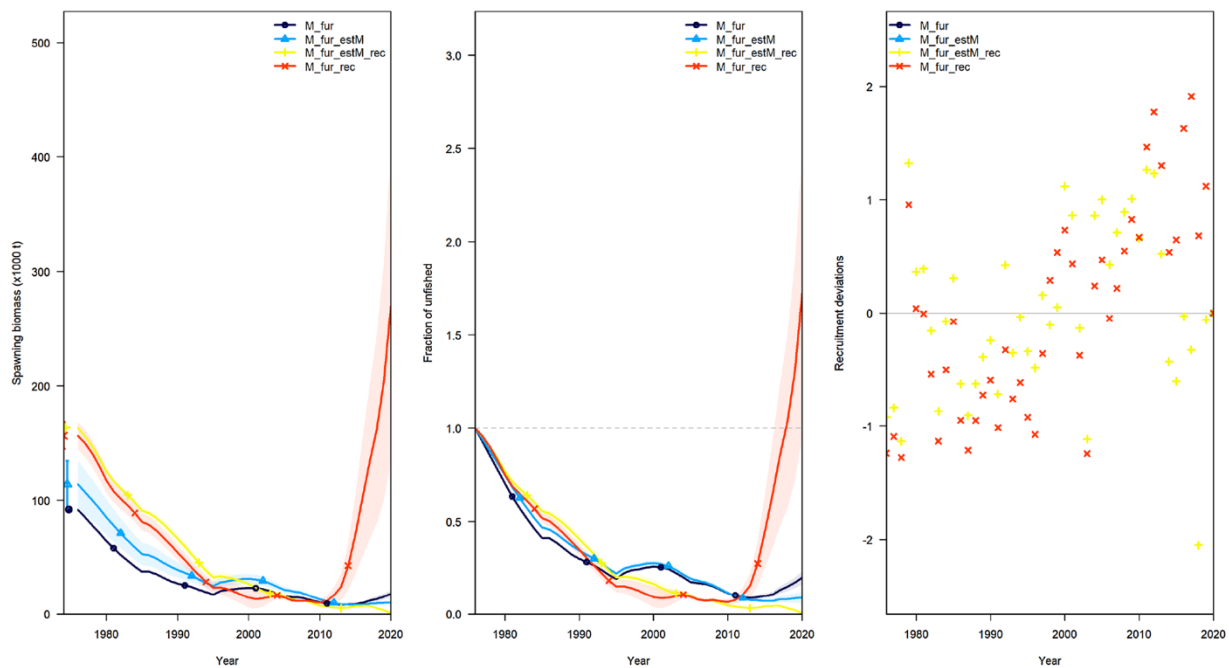 M_fur
M_fur_estM
M_fur_estM_rec
M_fur_rec
500
400
300
200
100
0
Spawning biomass (x1000 t)
1980
1990
2000
2010
2020
Year
M_fur
M_fur_estM
M_fur_estM_rec
M_fur_rec
3.0
2.5
2.0
1.5
1.0
0.5
0.0
Fraction of unfished
1980
1990
2000
2010
2020
Year
M_fur
M_fur_estM
M_fur_estM_rec
M_fur_rec
2
1
0
-1
-2
Recruitment deviations
1980
1990
2000
2010
2020
Year